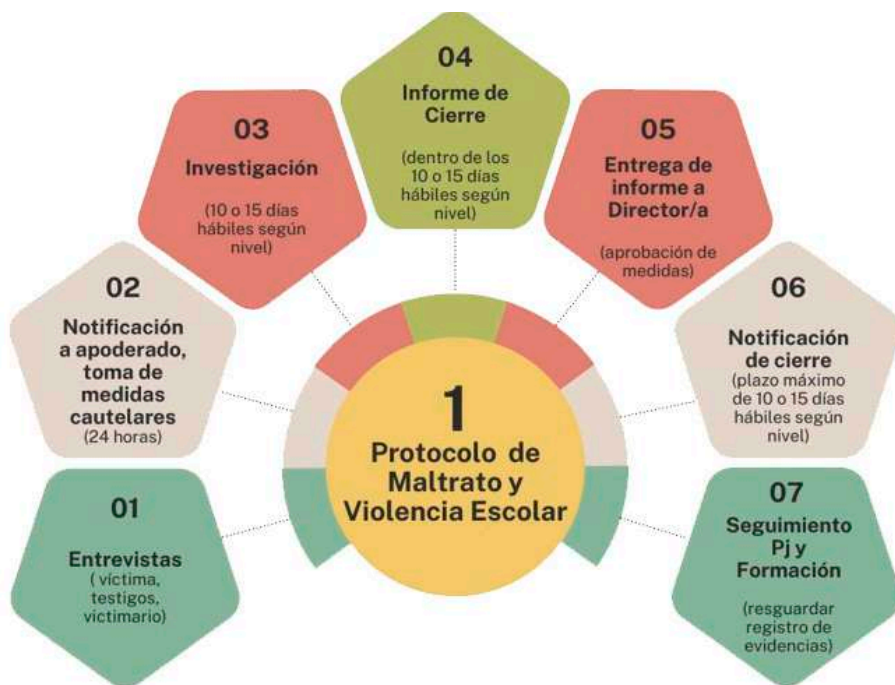 1
Protocolo de
Maltrato y
Violencia Escolar
01
Entrevistas
( víctima,
testigos,
victimario)
02
Notificación
a apoderado,
toma de
medidas
cautelares
(24 horas)
03
Investigación
(10 o 15 días
hábiles según
nivel)
04
Informe de
Cierre
(dentro de los
10 o 15 días
hábiles según
nivel)
05
Entrega de
informe a
Director/a
(aprobación de
medidas)
06
Notificación
de cierre
(plazo máximo
de 10 o 15 días
hábiles según
nivel)
07
Seguimiento
Pj y
Formación
(resguardar
registro de
evidencias)